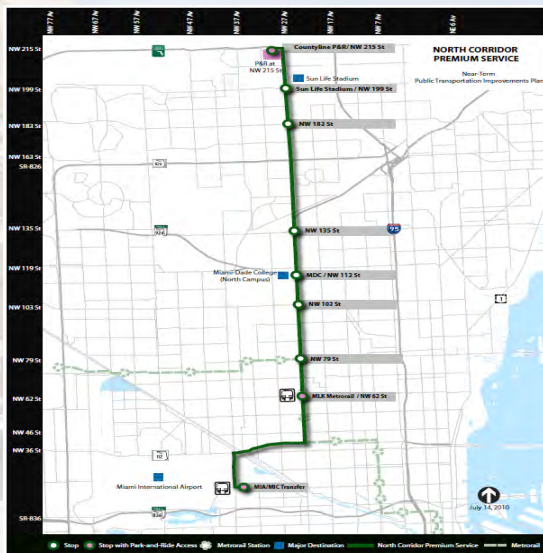 NW 77 Av
NW 67 Av
NW 57 Av
NW 47 Av
NW 37 Av
NW 27 Av
NW 17 Av
NW 7 Av
NE 6 Av
NW 215 St
NW 199 St
NW 183 St
NW 163 St
SR-826
NW 135 St
NW 119 St
NW 103 St
NW 79 St
NW 62 St
NW 46 St
NW 36 St
SR-836
NORTH CORRIDOR
PREMIUM SERVICE
Near-Term
Public Transportation Improvements Plan
Countyline P&R/ NW 215 St
P&R at
NW 215 St
Sun Life Stadium
Sun Life Stadium / NW 199 St
NW 183 St
826
NW 135 St
924
95
Miami-Dade College
(North Campus)
MDC / NW 112 St
NW 103 St
1
NW 79 St
MLK Metrorail / NW 62 St
112
Miami International Airport
MIA/MIC Transfer
836
July 14, 2010
Stop
Stop with Park-and-Ride Access
Metrorail Station
Major Destination
North Corridor Premium Service
Metrorail